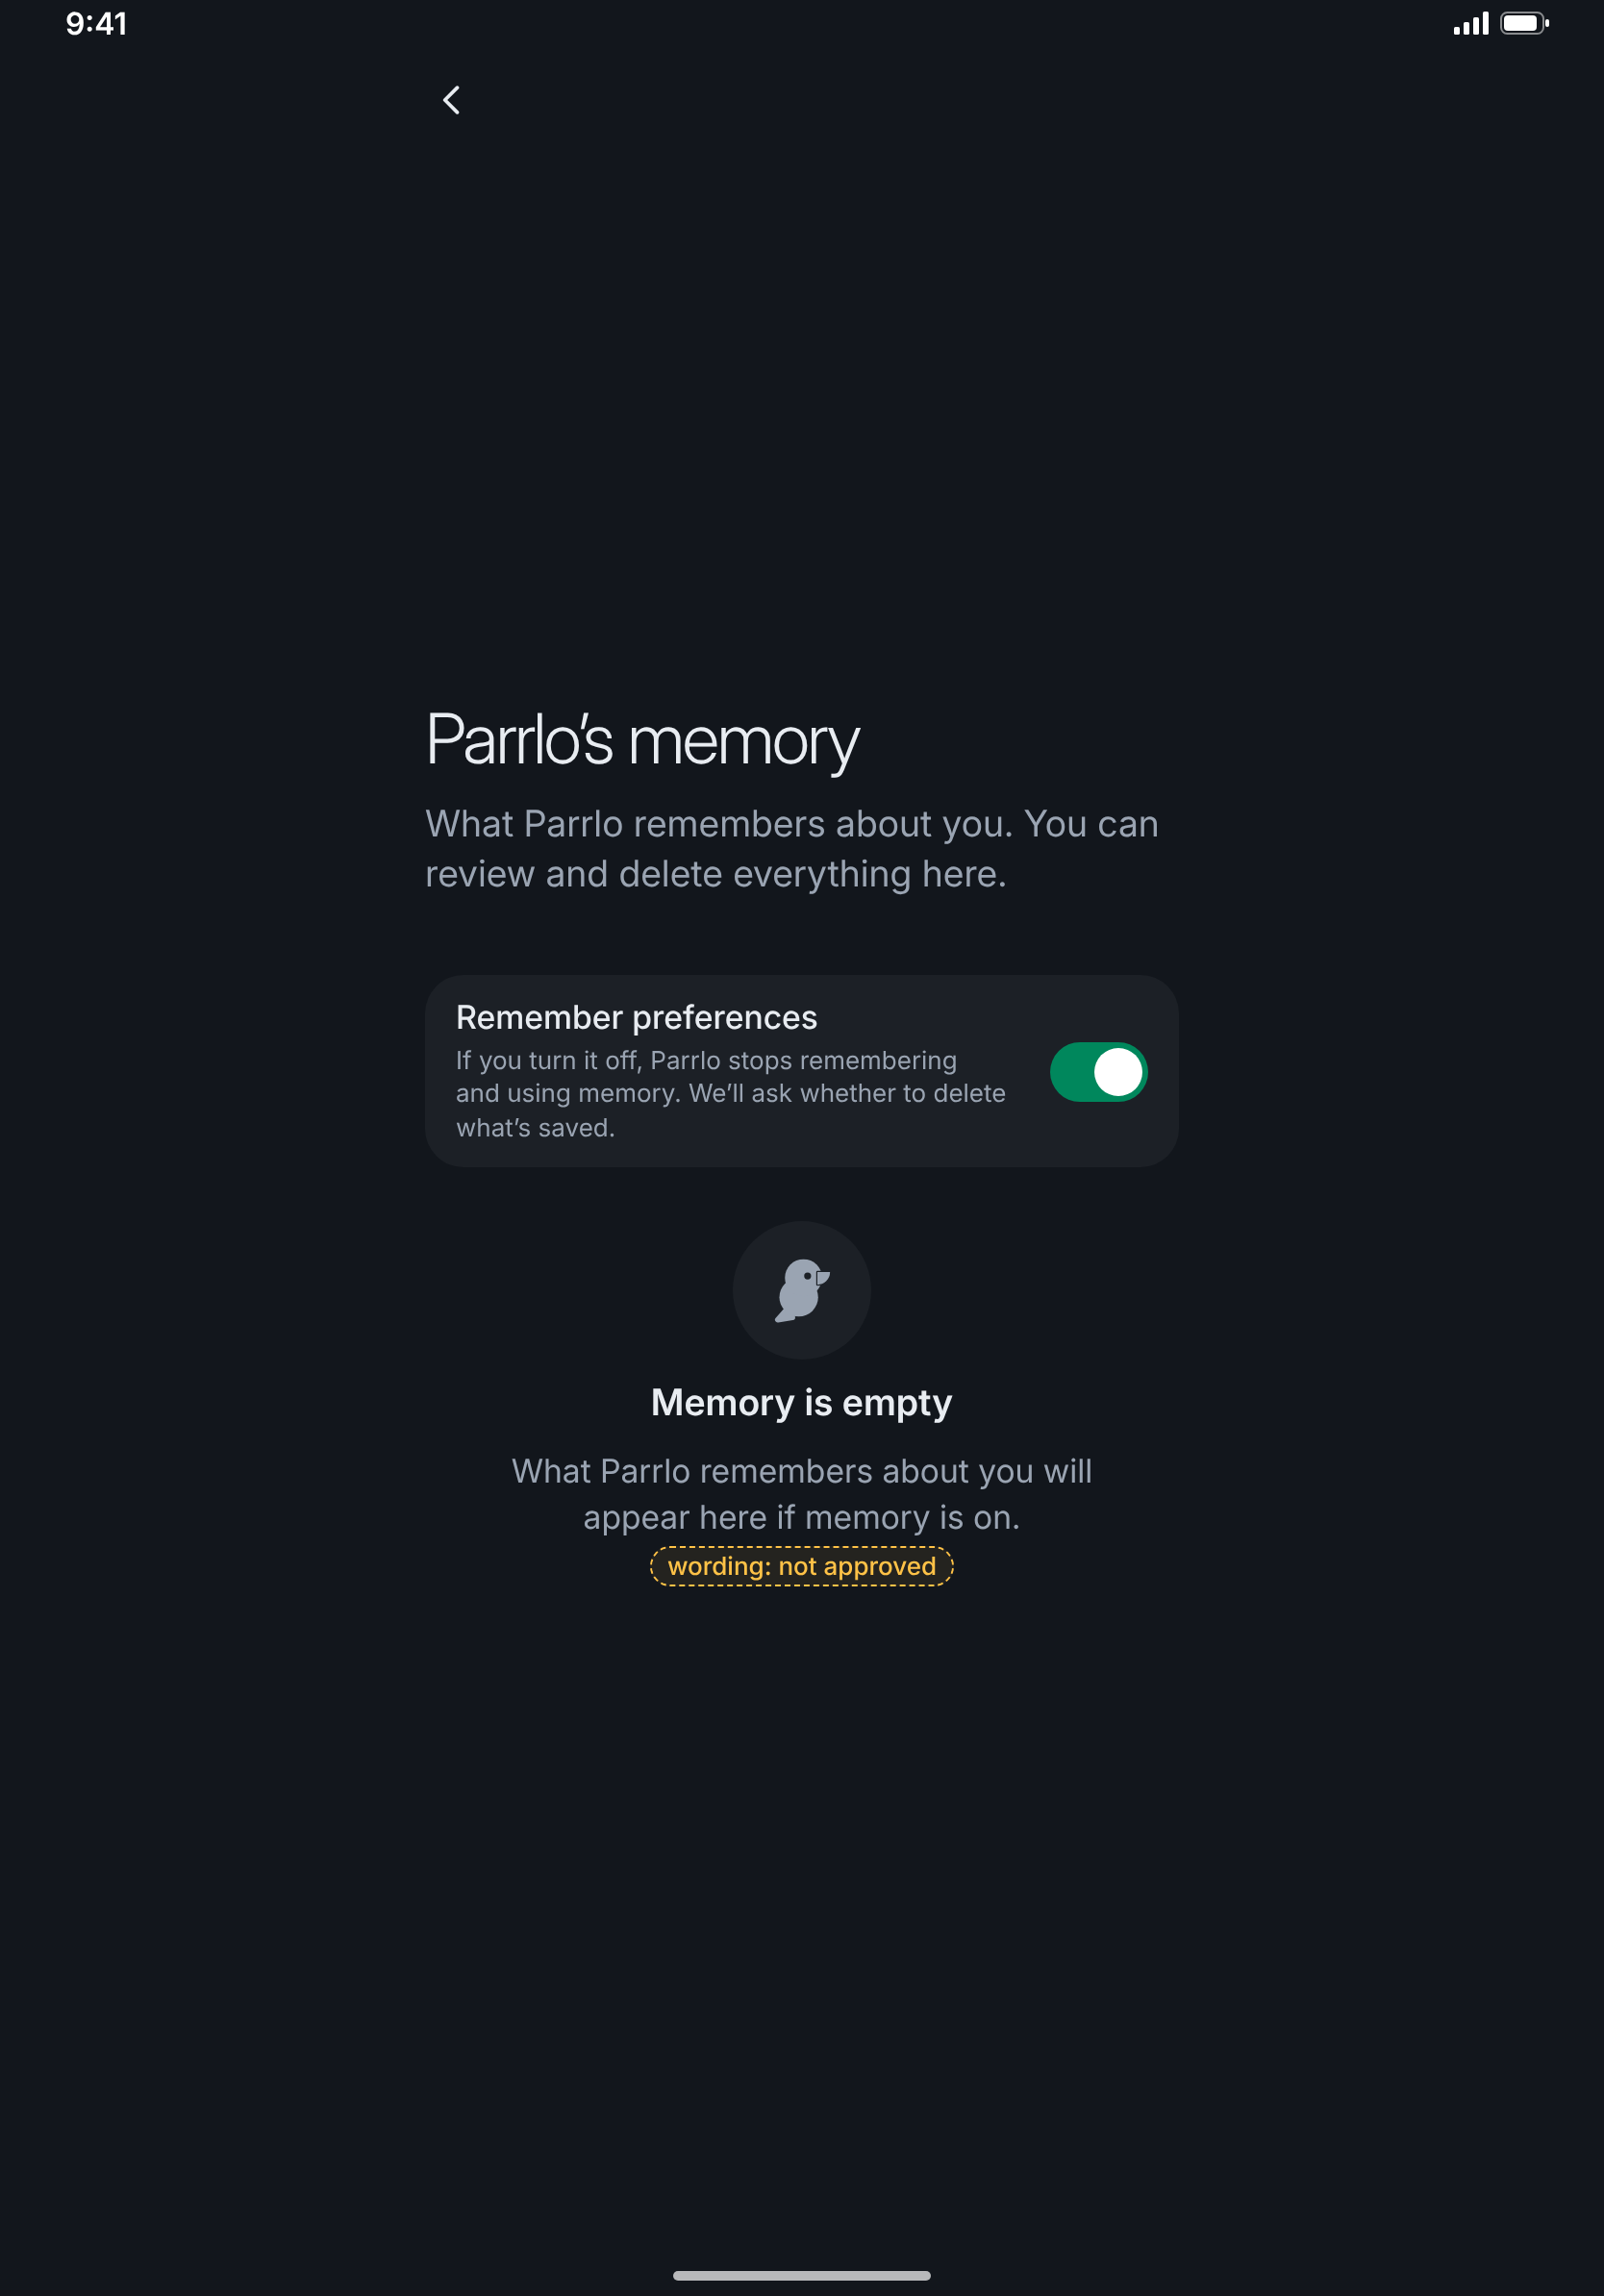 9:41
Parrlo’s memory
What Parrlo remembers about you. You can
review and delete everything here.
Remember preferences
If you turn it off, Parrlo stops remembering
and using memory. We’ll ask whether to delete
what’s saved.
Memory is empty
What Parrlo remembers about you will
appear here if memory is on.
wording: not approved